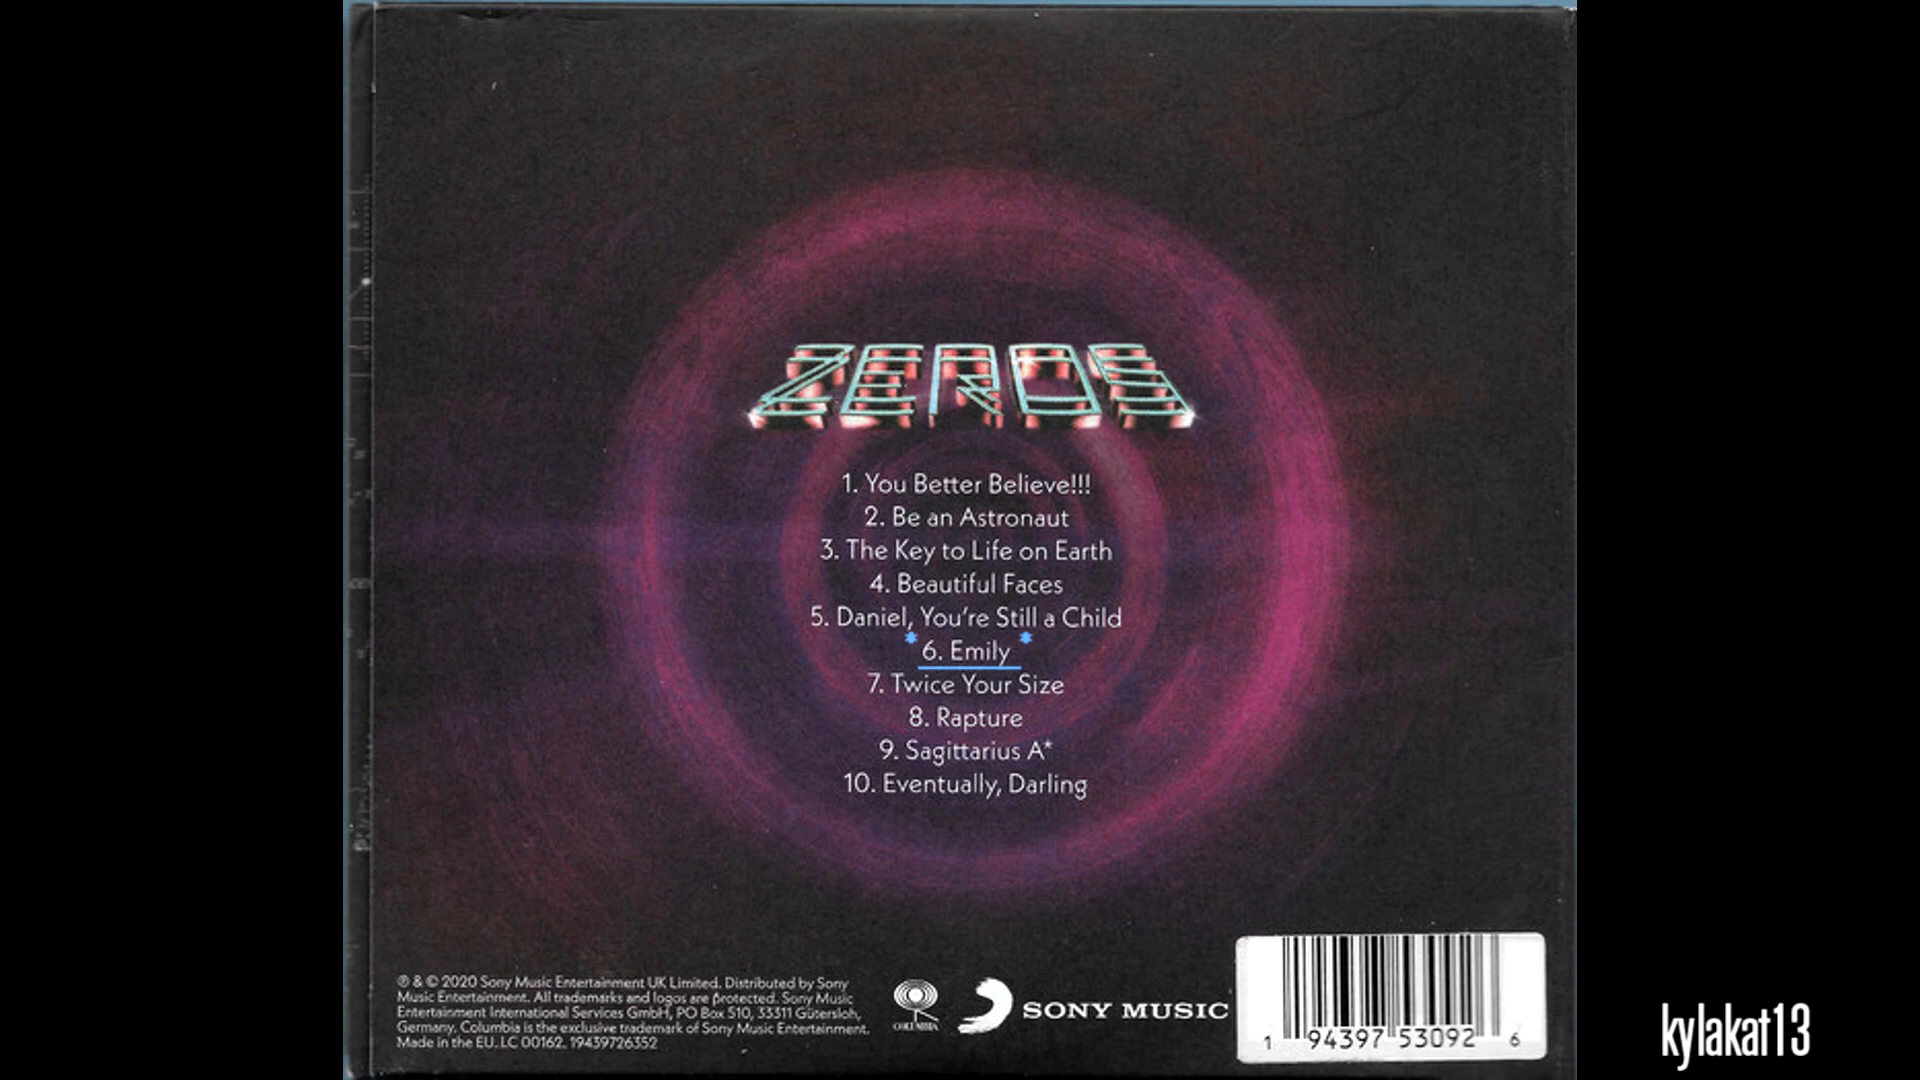 ZEROS
1. You Better Believe!!!
2. Be an Astronaut
3. The Key to Life on Earth
4. Beautiful Faces
5. Daniel, You're Still a Child
* 6. Emily *
7. Twice Your Size
8. Rapture
9. Sagittarius A*
10. Eventually, Darling
℗ & © 2020 Sony Music Entertainment UK Limited. Distributed by Sony
Music Entertainment. All trademarks and logos are protected. Sony Music
Entertainment International Services GmbH, PO Box 510, 33311 Gütersloh,
Germany. Columbia is the exclusive trademark of Sony Music Entertainment.
Made in the EU. LC 00162. 19439726352
COLUMBIA
SONY MUSIC
1 94397 53092 6
kylakat13